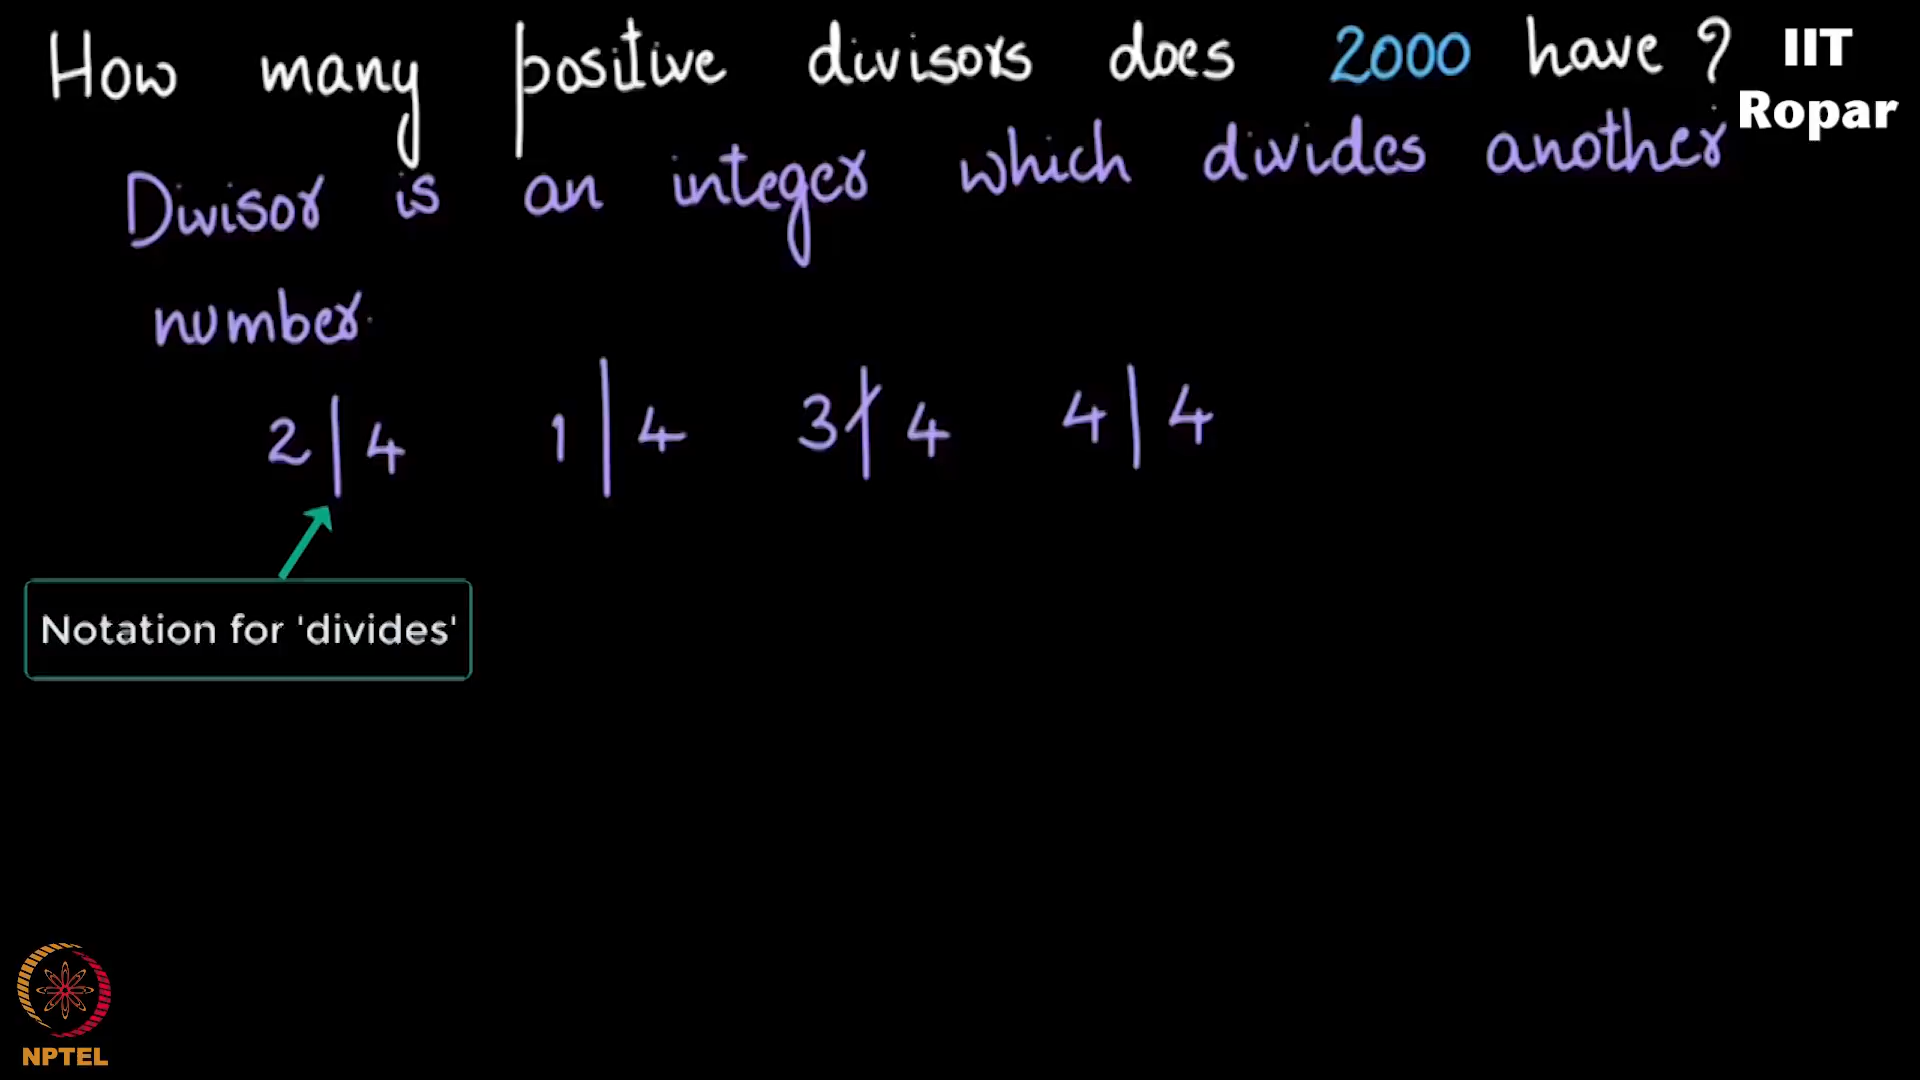 How many positive divisors does 2000 have ?
IIT
Ropar
Divisor is an integer which divides another
number.
2 | 4 1 | 4 3 ∤ 4 4 | 4
Notation for 'divides'
NPTEL